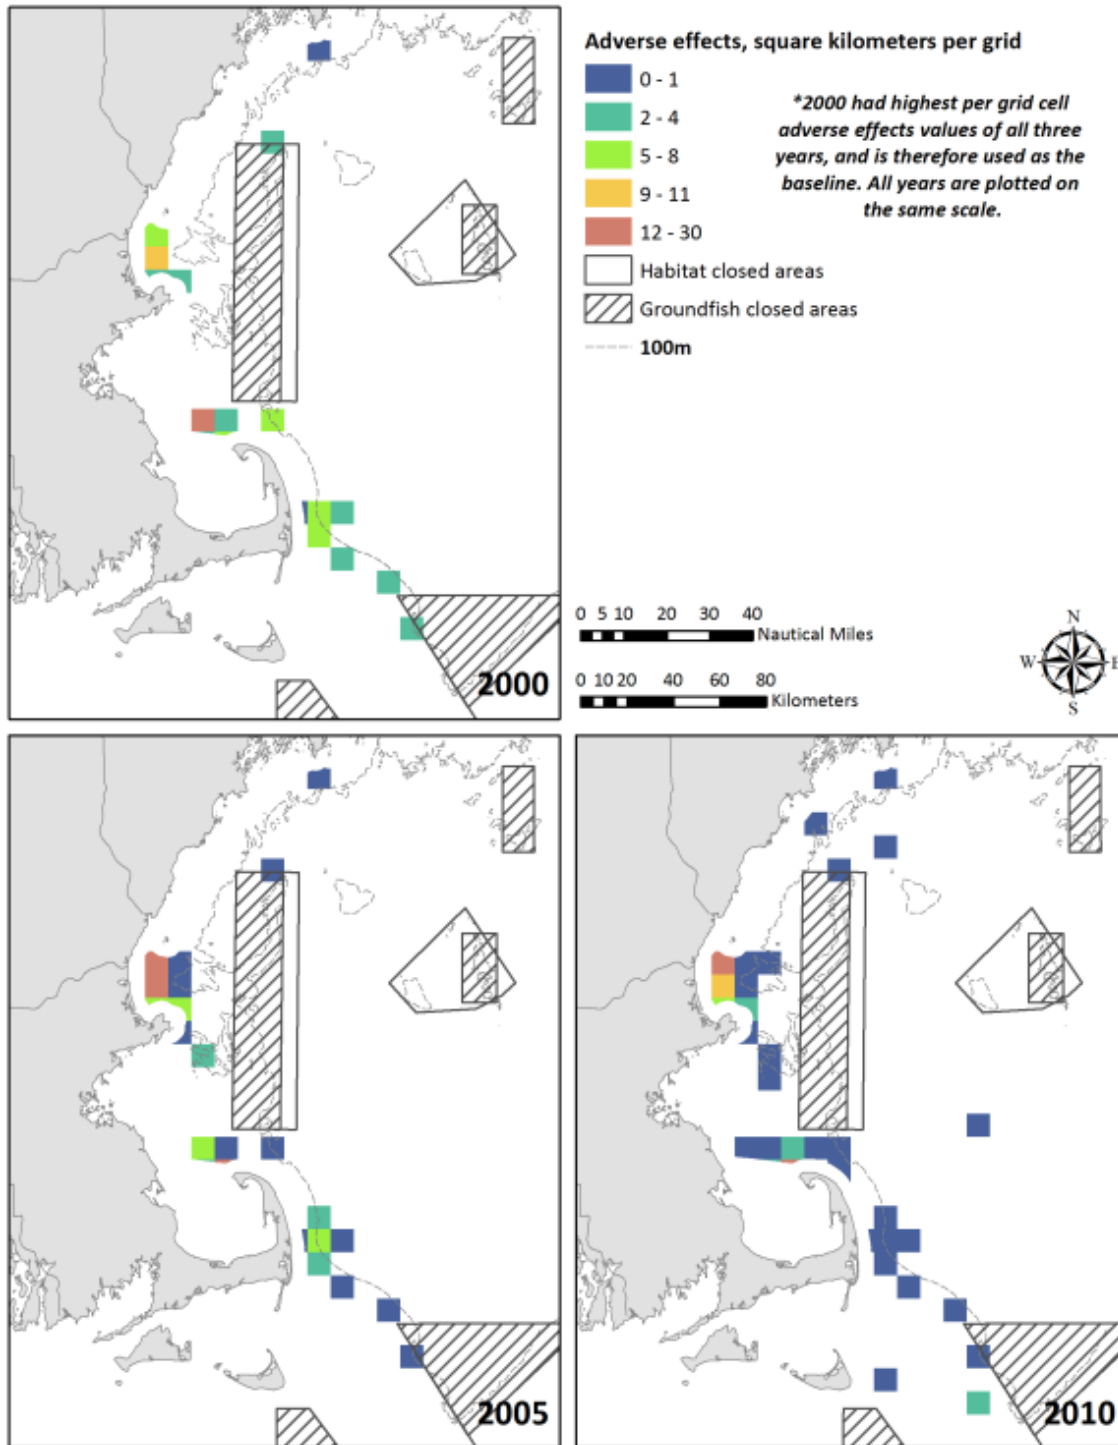 Adverse effects, square kilometers per grid
0 - 1
2 - 4
5 - 8
9 - 11
12 - 30
Habitat closed areas
Groundfish closed areas
100m
*2000 had highest per grid cell
adverse effects values of all three
years, and is therefore used as the
baseline. All years are plotted on
the same scale.
0 5 10 20 30 40
Nautical Miles
0 10 20 40 60 80
Kilometers
N
W E
S
2000
2005
2010